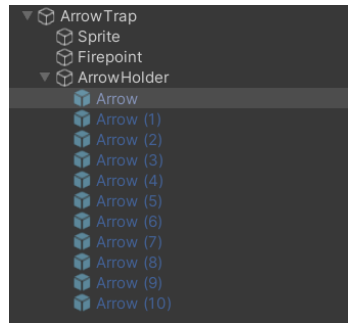 ArrowTrap
Sprite
Firepoint
ArrowHolder
Arrow
Arrow (1)
Arrow (2)
Arrow (3)
Arrow (4)
Arrow (5)
Arrow (6)
Arrow (7)
Arrow (8)
Arrow (9)
Arrow (10)